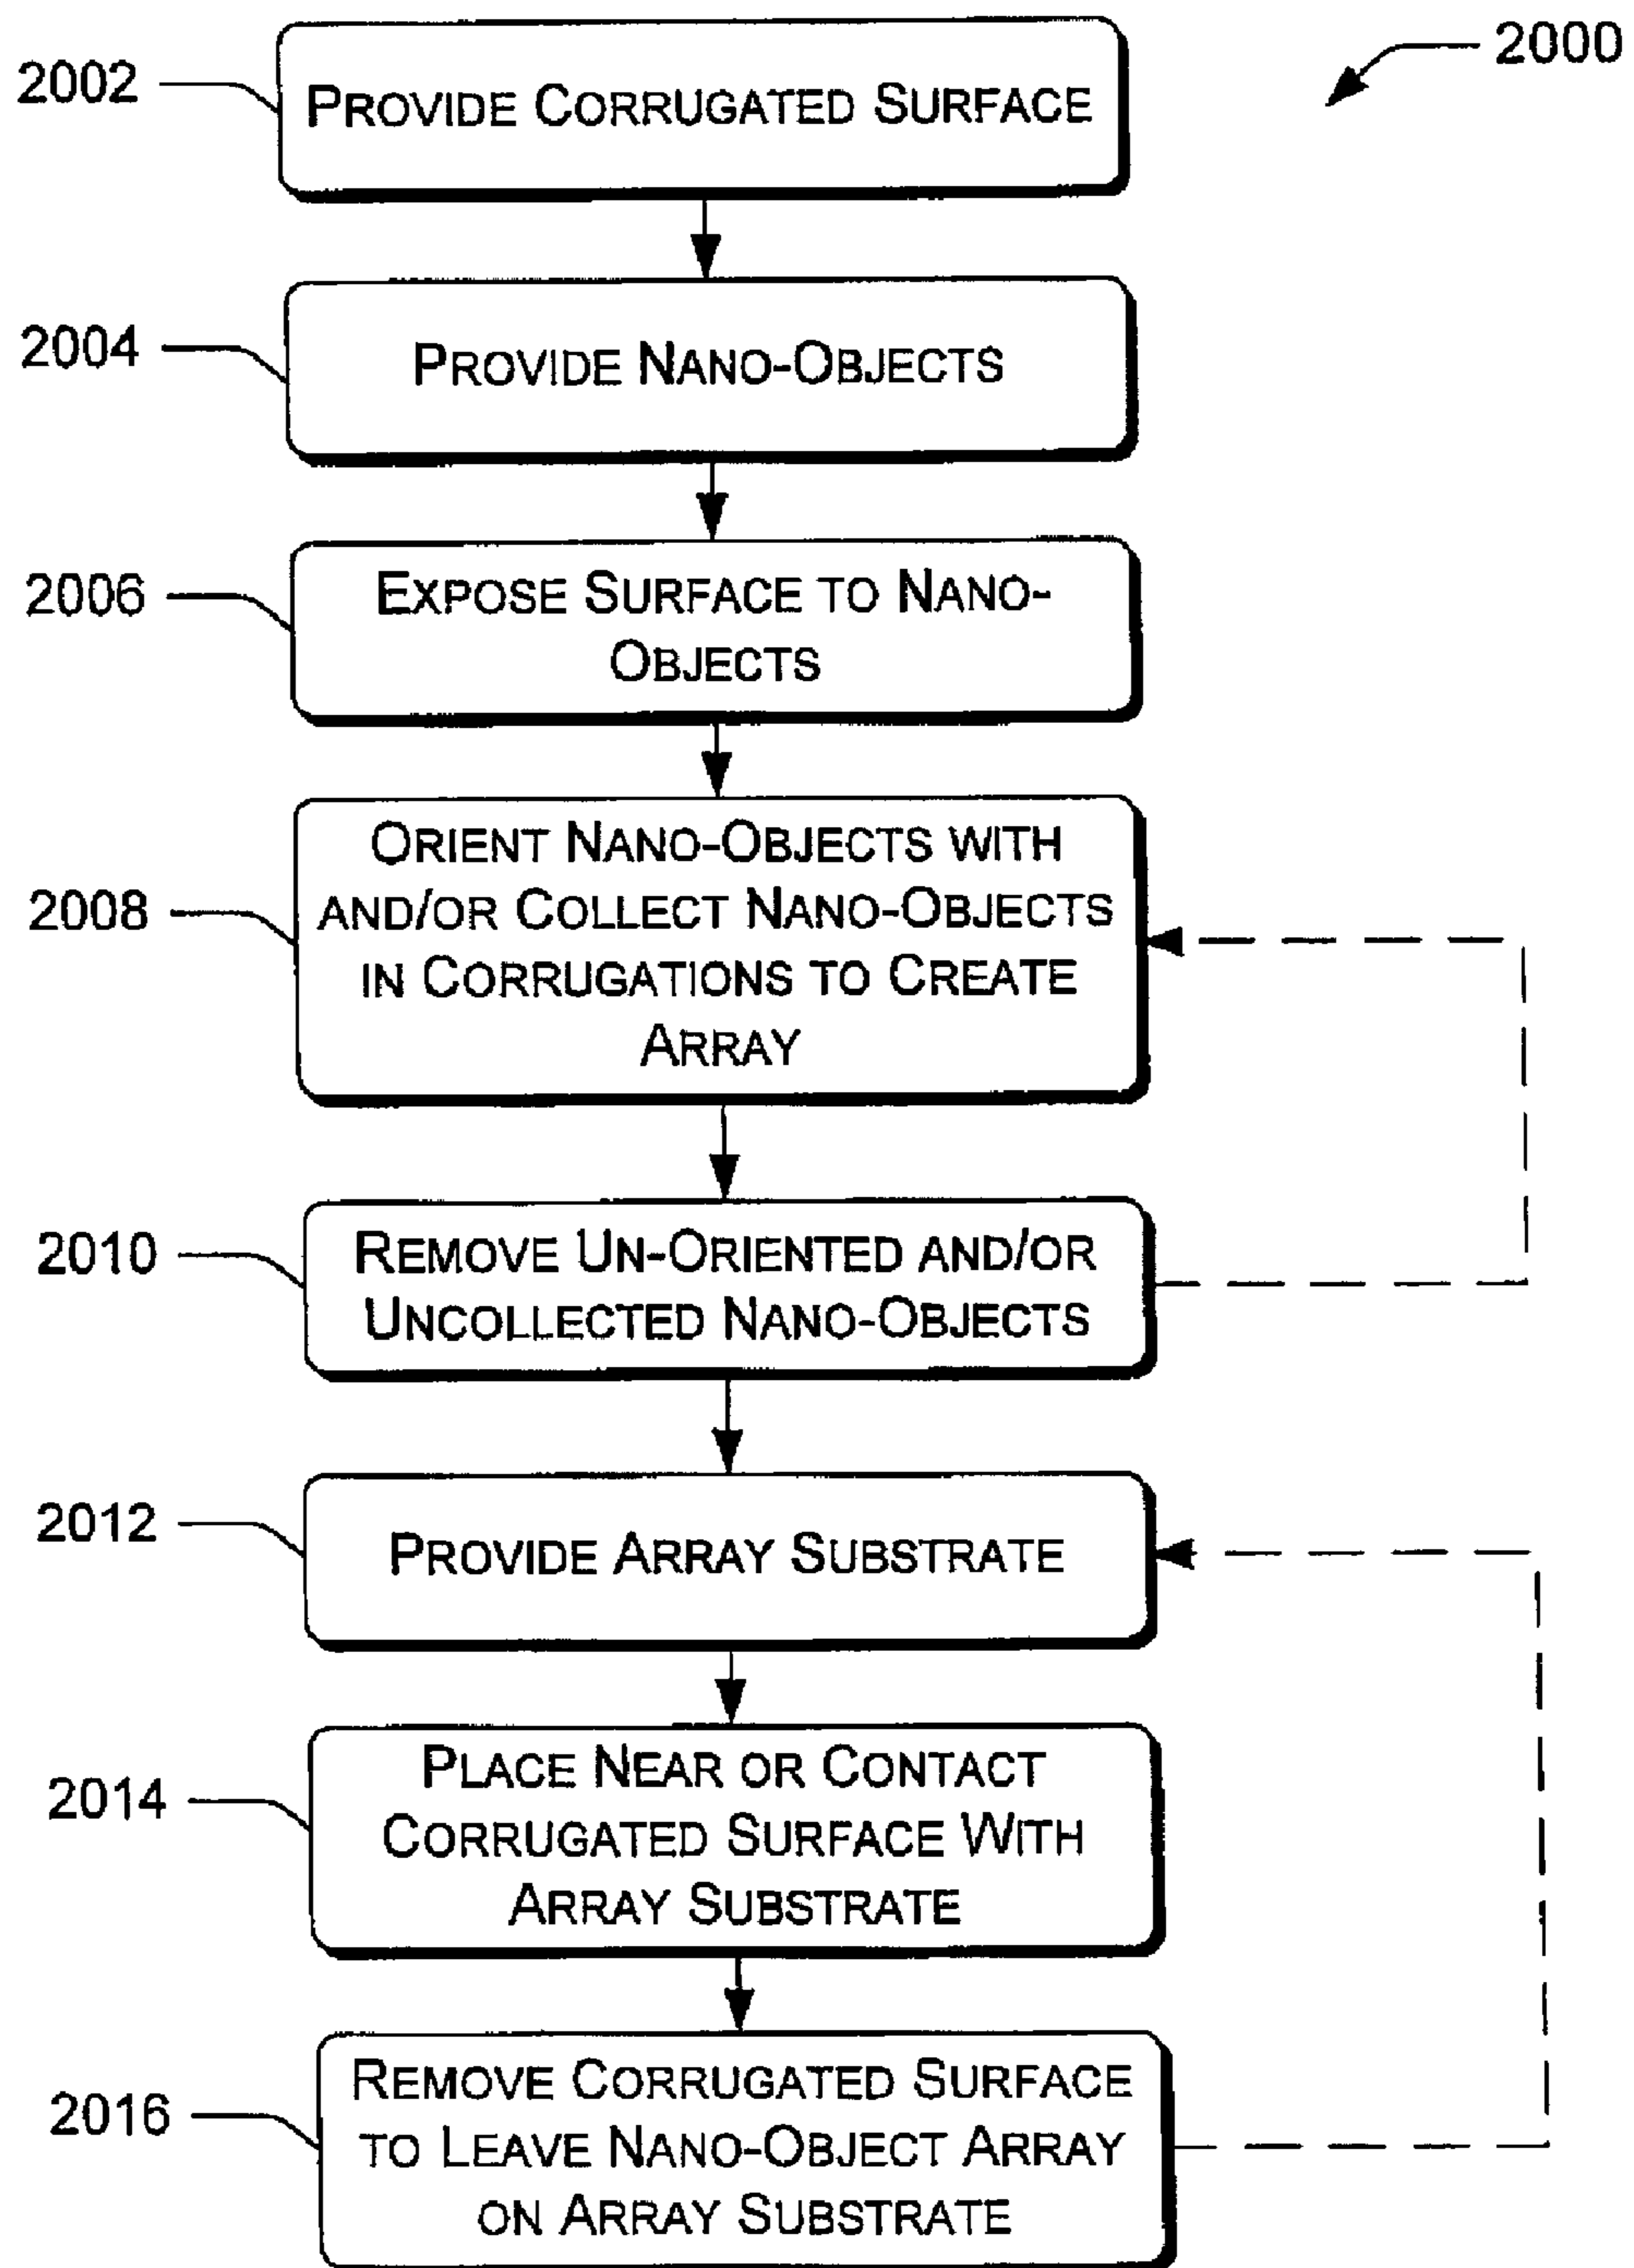 2000
2002
PROVIDE CORRUGATED SURFACE
2004
PROVIDE NANO-OBJECTS
2006
EXPOSE SURFACE TO NANO-
OBJECTS
2008
ORIENT NANO-OBJECTS WITH
AND/OR COLLECT NANO-OBJECTS
IN CORRUGATIONS TO CREATE
ARRAY
2010
REMOVE UN-ORIENTED AND/OR
UNCOLLECTED NANO-OBJECTS
2012
PROVIDE ARRAY SUBSTRATE
2014
PLACE NEAR OR CONTACT
CORRUGATED SURFACE WITH
ARRAY SUBSTRATE
2016
REMOVE CORRUGATED SURFACE
TO LEAVE NANO-OBJECT ARRAY
ON ARRAY SUBSTRATE